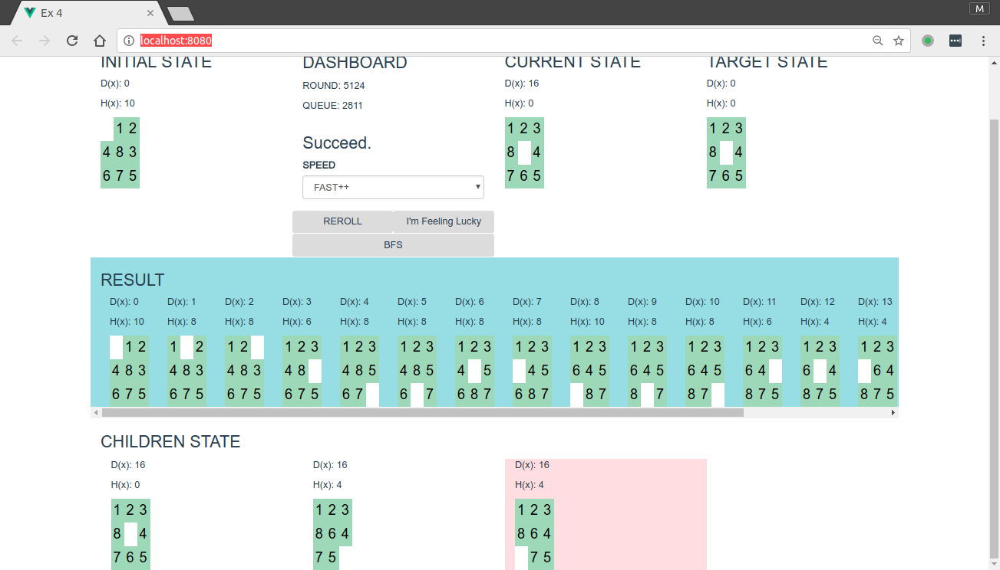 Ex 4
M
localhost:8080
INITIAL STATE
D(x): 0
H(x): 10
1 2
4 8 3
6 7 5
DASHBOARD
ROUND: 5124
QUEUE: 2811
Succeed.
SPEED
FAST++
REROLL I'm Feeling Lucky
BFS
CURRENT STATE
D(x): 16
H(x): 0
1 2 3
8 4
7 6 5
TARGET STATE
D(x): 0
H(x): 0
1 2 3
8 4
7 6 5
RESULT
D(x): 0 D(x): 1 D(x): 2 D(x): 3 D(x): 4 D(x): 5 D(x): 6 D(x): 7 D(x): 8 D(x): 9 D(x): 10 D(x): 11 D(x): 12 D(x): 13
H(x): 10 H(x): 8 H(x): 8 H(x): 6 H(x): 8 H(x): 8 H(x): 8 H(x): 8 H(x): 10 H(x): 8 H(x): 8 H(x): 6 H(x): 4 H(x): 4
1 2 1 2 1 2 1 2 3 1 2 3 1 2 3 1 2 3 1 2 3 1 2 3 1 2 3 1 2 3 1 2 3 1 2 3 1 2 3
4 8 3 4 8 3 4 8 3 4 8 4 8 5 4 8 5 4 5 4 5 6 4 5 6 4 5 6 4 5 6 4 6 4 6 4
6 7 5 6 7 5 6 7 5 6 7 5 6 7 6 7 6 8 7 6 8 7 8 7 8 7 8 7 8 7 5 8 7 5 8 7 5
CHILDREN STATE
D(x): 16 D(x): 16 D(x): 16
H(x): 0 H(x): 4 H(x): 4
1 2 3 1 2 3 1 2 3
8 4 8 6 4 8 6 4
7 6 5 7 5 7 5